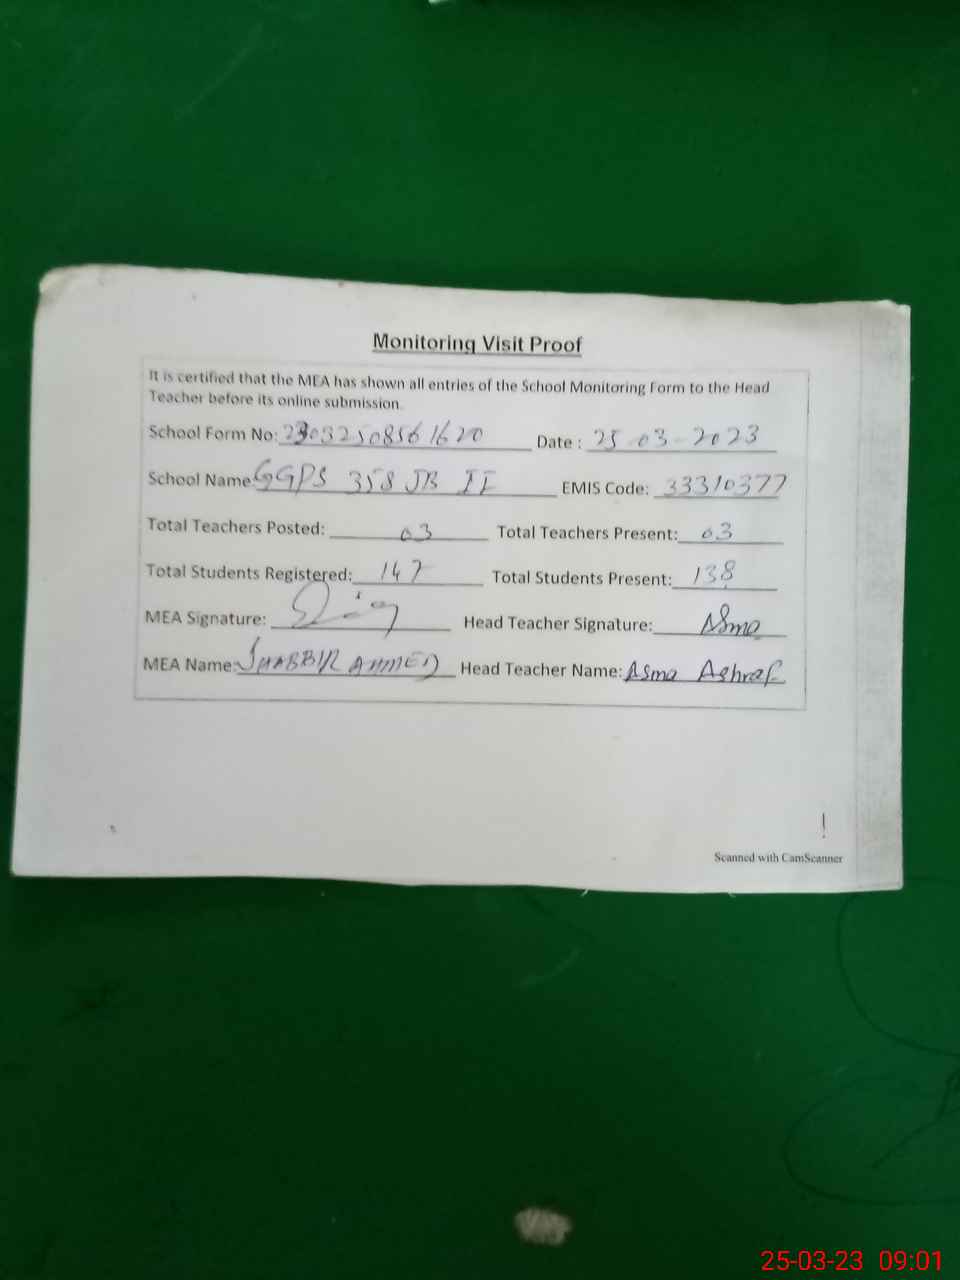 Monitoring Visit Proof
It is certified that the MEA has shown all entries of the School Monitoring Form to the Head
Teacher before its online submission.
School Form No: 2303250856 1620 Date : 25-03-2023
School Name: GGPS 358 JB II EMIS Code: 33310377
Total Teachers Posted: 03 Total Teachers Present: 03
Total Students Registered: 147 Total Students Present: 138
MEA Signature: Head Teacher Signature: Asma
MEA Name: SHABBIR AHMED Head Teacher Name: Asma Ashraf
!
Scanned with CamScanner
25-03-23 09:01